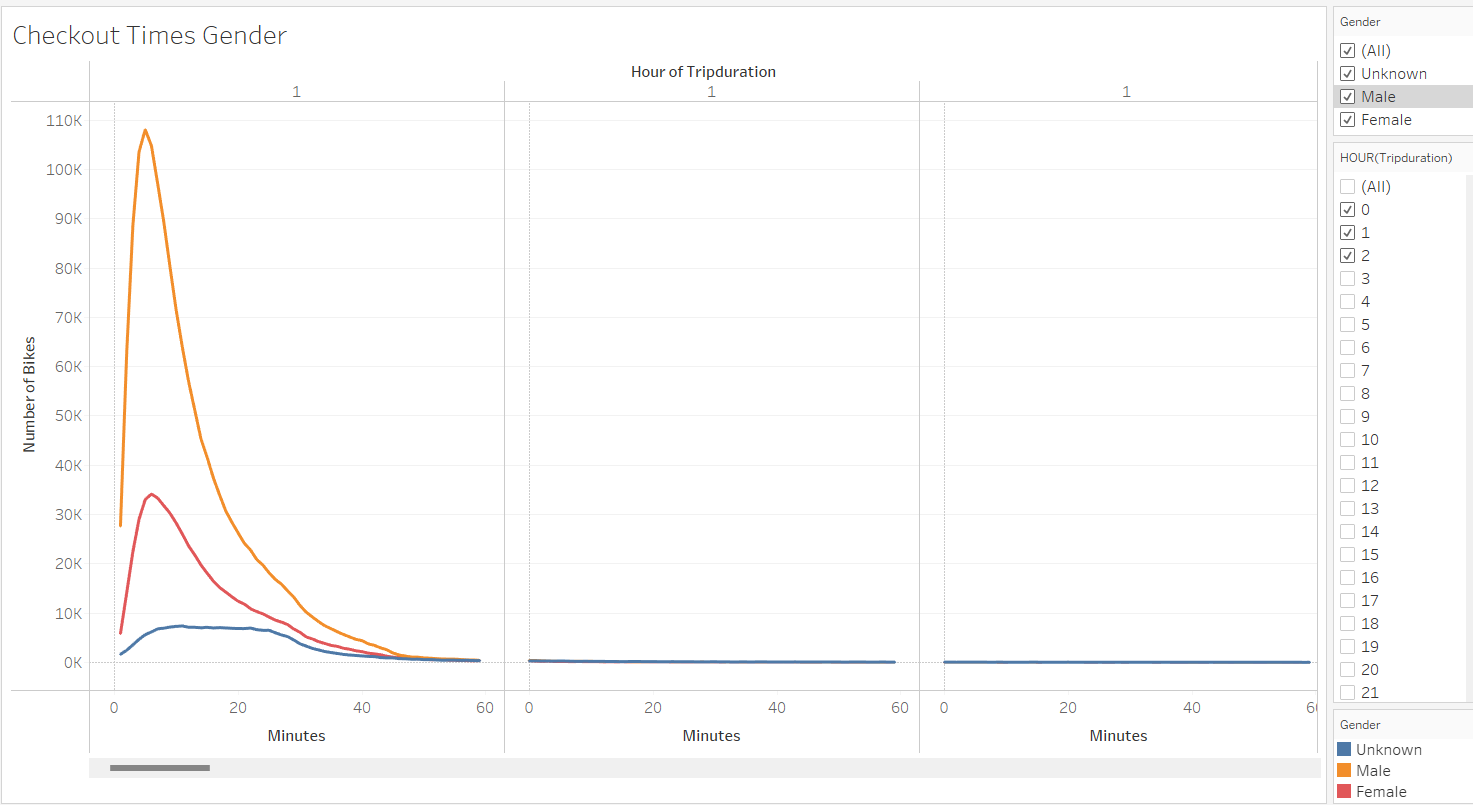 Checkout Times Gender
Hour of Tripduration
1 1 1
110K
100K
90K
80K
70K
60K
50K
40K
30K
20K
10K
0K
Number of Bikes
0 20 40 60 0 20 40 60 0 20 40 60
Minutes Minutes Minutes
Gender
(All)
Unknown
Male
Female
HOUR(Tripduration)
(All)
0
1
2
3
4
5
6
7
8
9
10
11
12
13
14
15
16
17
18
19
20
21
Gender
Unknown
Male
Female